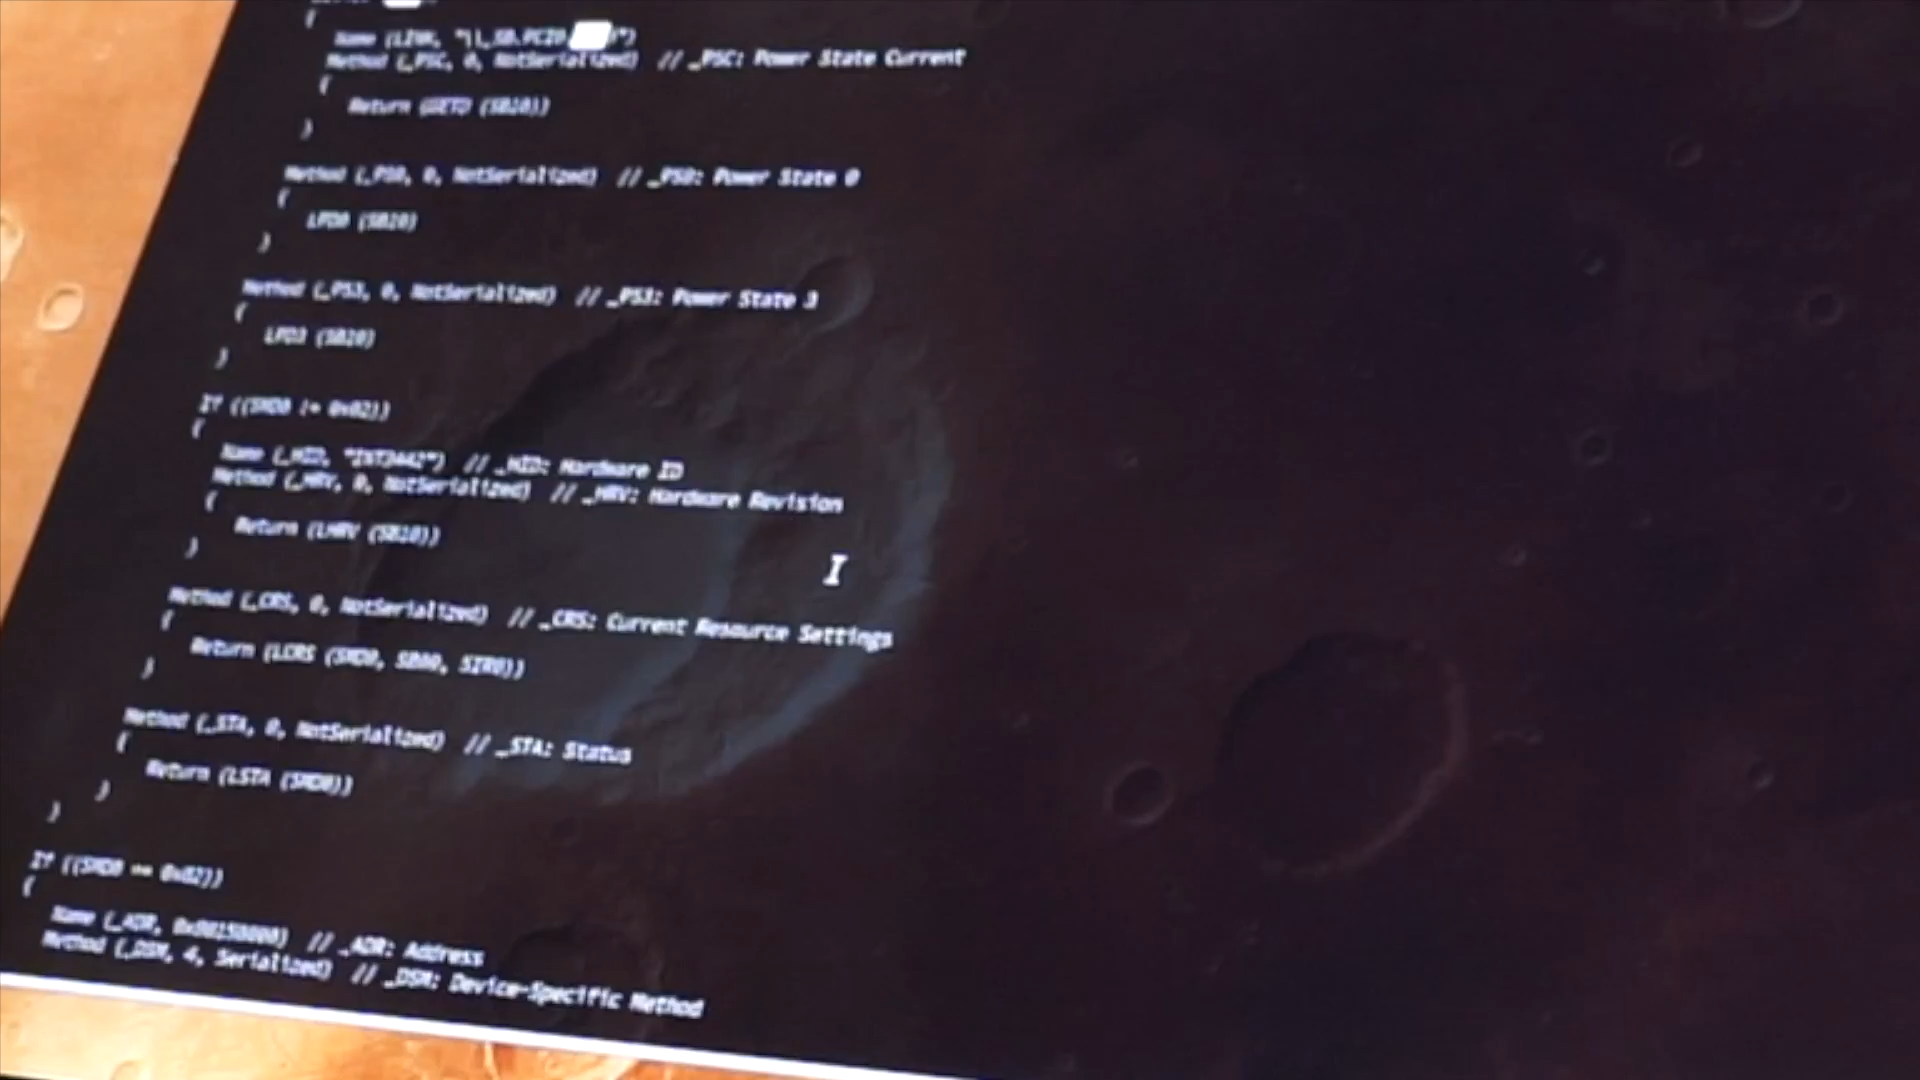 {
Name (LINK, "\\_SB.PCI0. )")
Method (_PSC, 0, NotSerialized) // _PSC: Power State Current
{
Return (GETD (SB10))
}
Method (_PS0, 0, NotSerialized) // _PS0: Power State 0
{
LPD0 (SB10)
}
Method (_PS3, 0, NotSerialized) // _PS3: Power State 3
{
LPD3 (SB10)
}
If ((SMD0 != 0x02))
{
Name (_HID, "INT3442") // _HID: Hardware ID
Method (_HRV, 0, NotSerialized) // _HRV: Hardware Revision
{
Return (LHRV (SB10))
}
Method (_CRS, 0, NotSerialized) // _CRS: Current Resource Settings
{
Return (LCRS (SMD0, SB00, SIR0))
}
Method (_STA, 0, NotSerialized) // _STA: Status
{
Return (LSTA (SMD0))
}
}
If ((SMD0 == 0x02))
{
Name (_ADR, 0x00150000) // _ADR: Address
Method (_DSM, 4, Serialized) // _DSM: Device-Specific Method